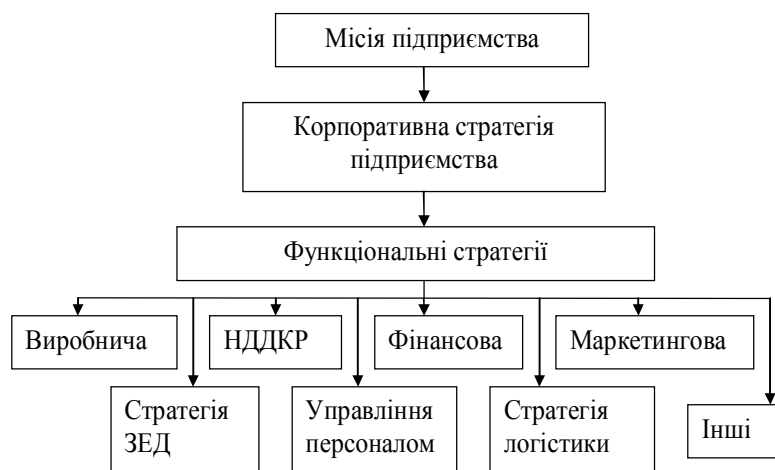 Місія підприємства
Корпоративна стратегія
підприємства
Функціональні стратегії
Виробнича
НДДКР
Фінансова
Маркетингова
Стратегія
ЗЕД
Управління
персоналом
Стратегія
логістики
Інші